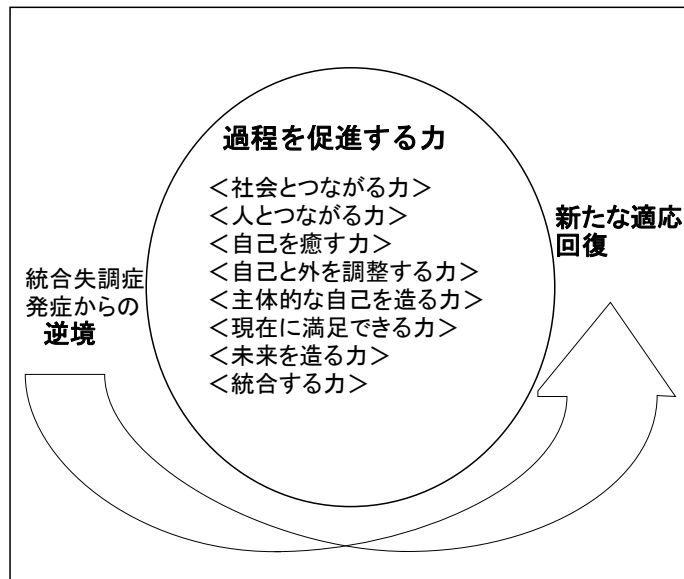 過程を促進する力
＜社会とつながる力＞
＜人とつながる力＞
＜自己を癒す力＞
＜自己と外を調整する力＞
＜主体的な自己を造る力＞
＜現在に満足できる力＞
＜未来を造る力＞
＜統合する力＞
統合失調症
発症からの
逆境
新たな適応
回復